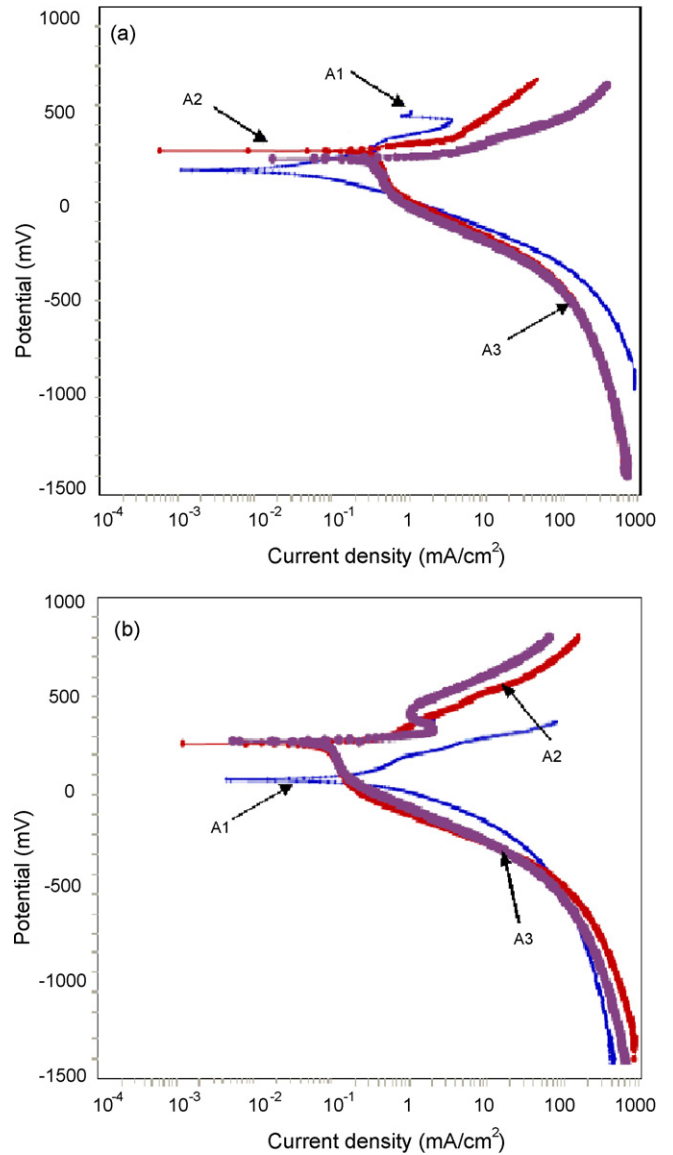 (a)
1000
500
0
-500
-1000
-1500
Potential (mV)
A1
A2
A3
10-4 10-3 10-2 10-1 1 10 100 1000
Current density (mA/cm2)
(b)
1000
500
0
-500
-1000
-1500
Potential (mV)
A2
A1
A3
10-4 10-3 10-2 10-1 1 10 100 1000
Current density (mA/cm2)